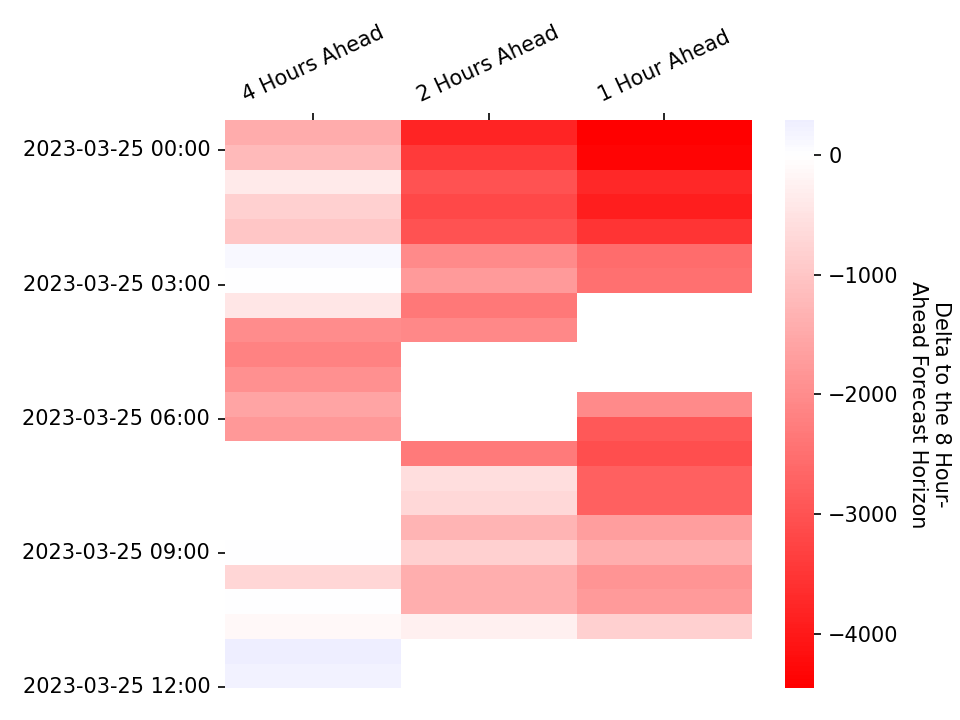 4 Hours Ahead
2 Hours Ahead
1 Hour Ahead
2023-03-25 00:00
2023-03-25 03:00
2023-03-25 06:00
2023-03-25 09:00
2023-03-25 12:00
0
−1000
−2000
−3000
−4000
Delta to the 8 Hour-
Ahead Forecast Horizon